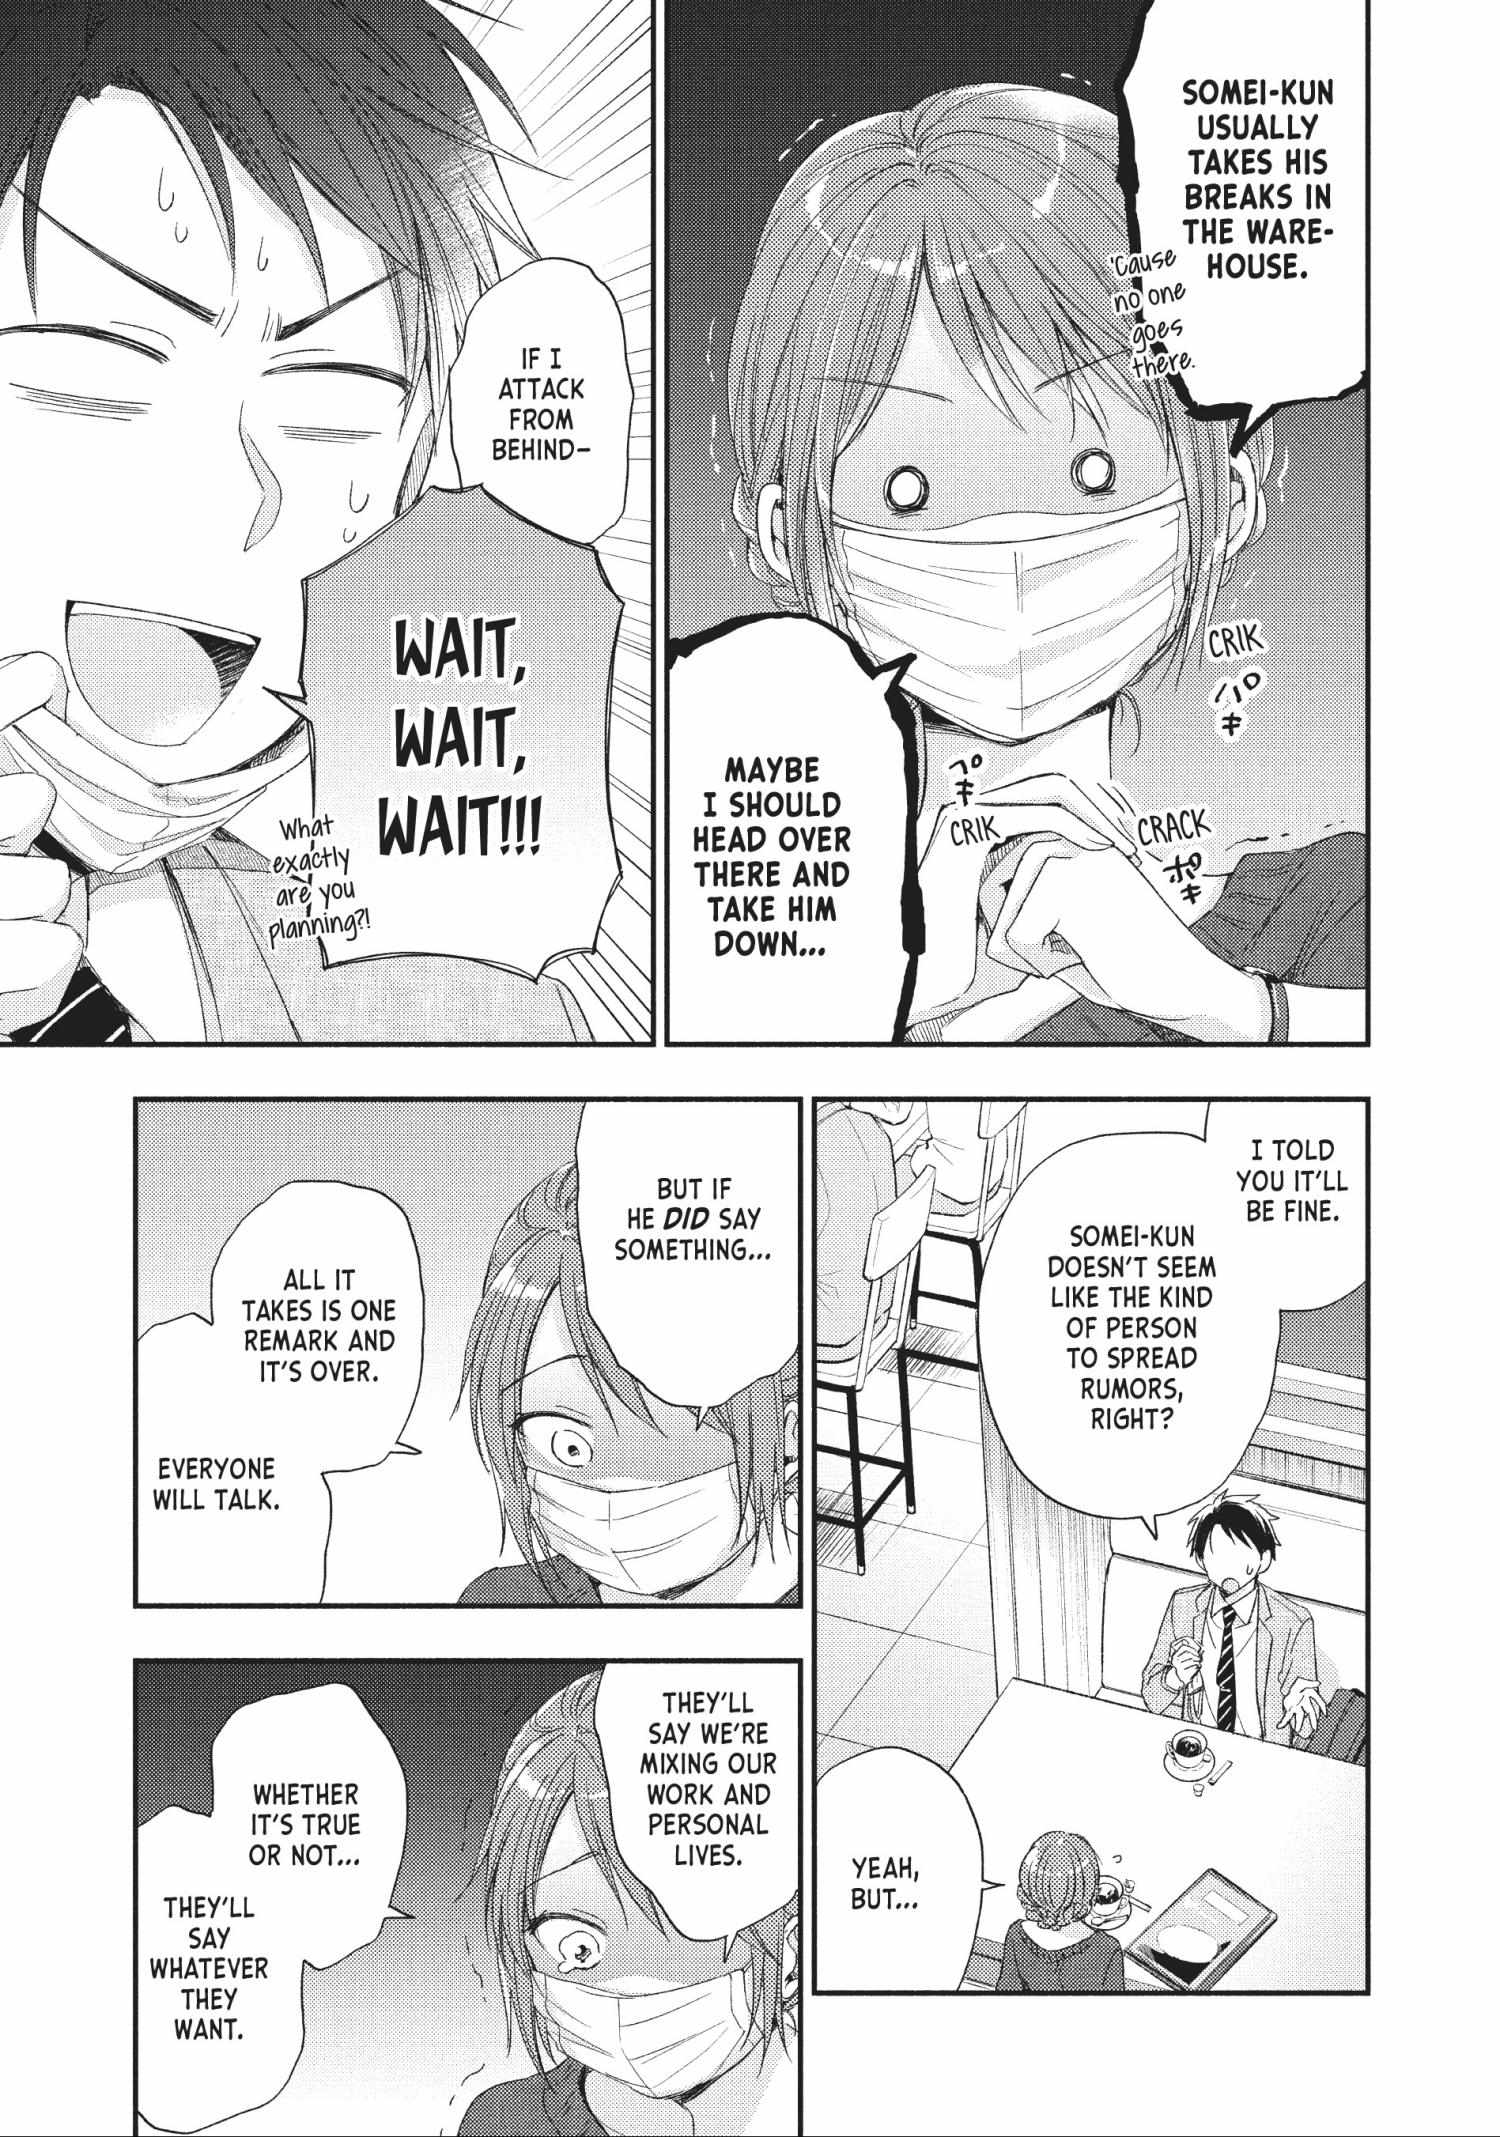 SOMEI-KUN
USUALLY
TAKES HIS
BREAKS IN
THE WARE-
HOUSE.
'Cause
no one
goes
there.
CRIK
パキ
ペキ
CRIK
CRACK
ポキ
MAYBE
I SHOULD
HEAD OVER
THERE AND
TAKE HIM
DOWN...
IF I
ATTACK
FROM
BEHIND–
WAIT,
WAIT,
WAIT!!!
What
exactly
are you
planning?!
I TOLD
YOU IT'LL
BE FINE.
SOMEI-KUN
DOESN'T SEEM
LIKE THE KIND
OF PERSON
TO SPREAD
RUMORS,
RIGHT?
YEAH,
BUT...
BUT IF
HE DID SAY
SOMETHING...
ALL IT
TAKES IS ONE
REMARK AND
IT'S OVER.
EVERYONE
WILL TALK.
THEY'LL
SAY WE'RE
MIXING OUR
WORK AND
PERSONAL
LIVES.
WHETHER
IT'S TRUE
OR NOT...
THEY'LL
SAY
WHATEVER
THEY
WANT.